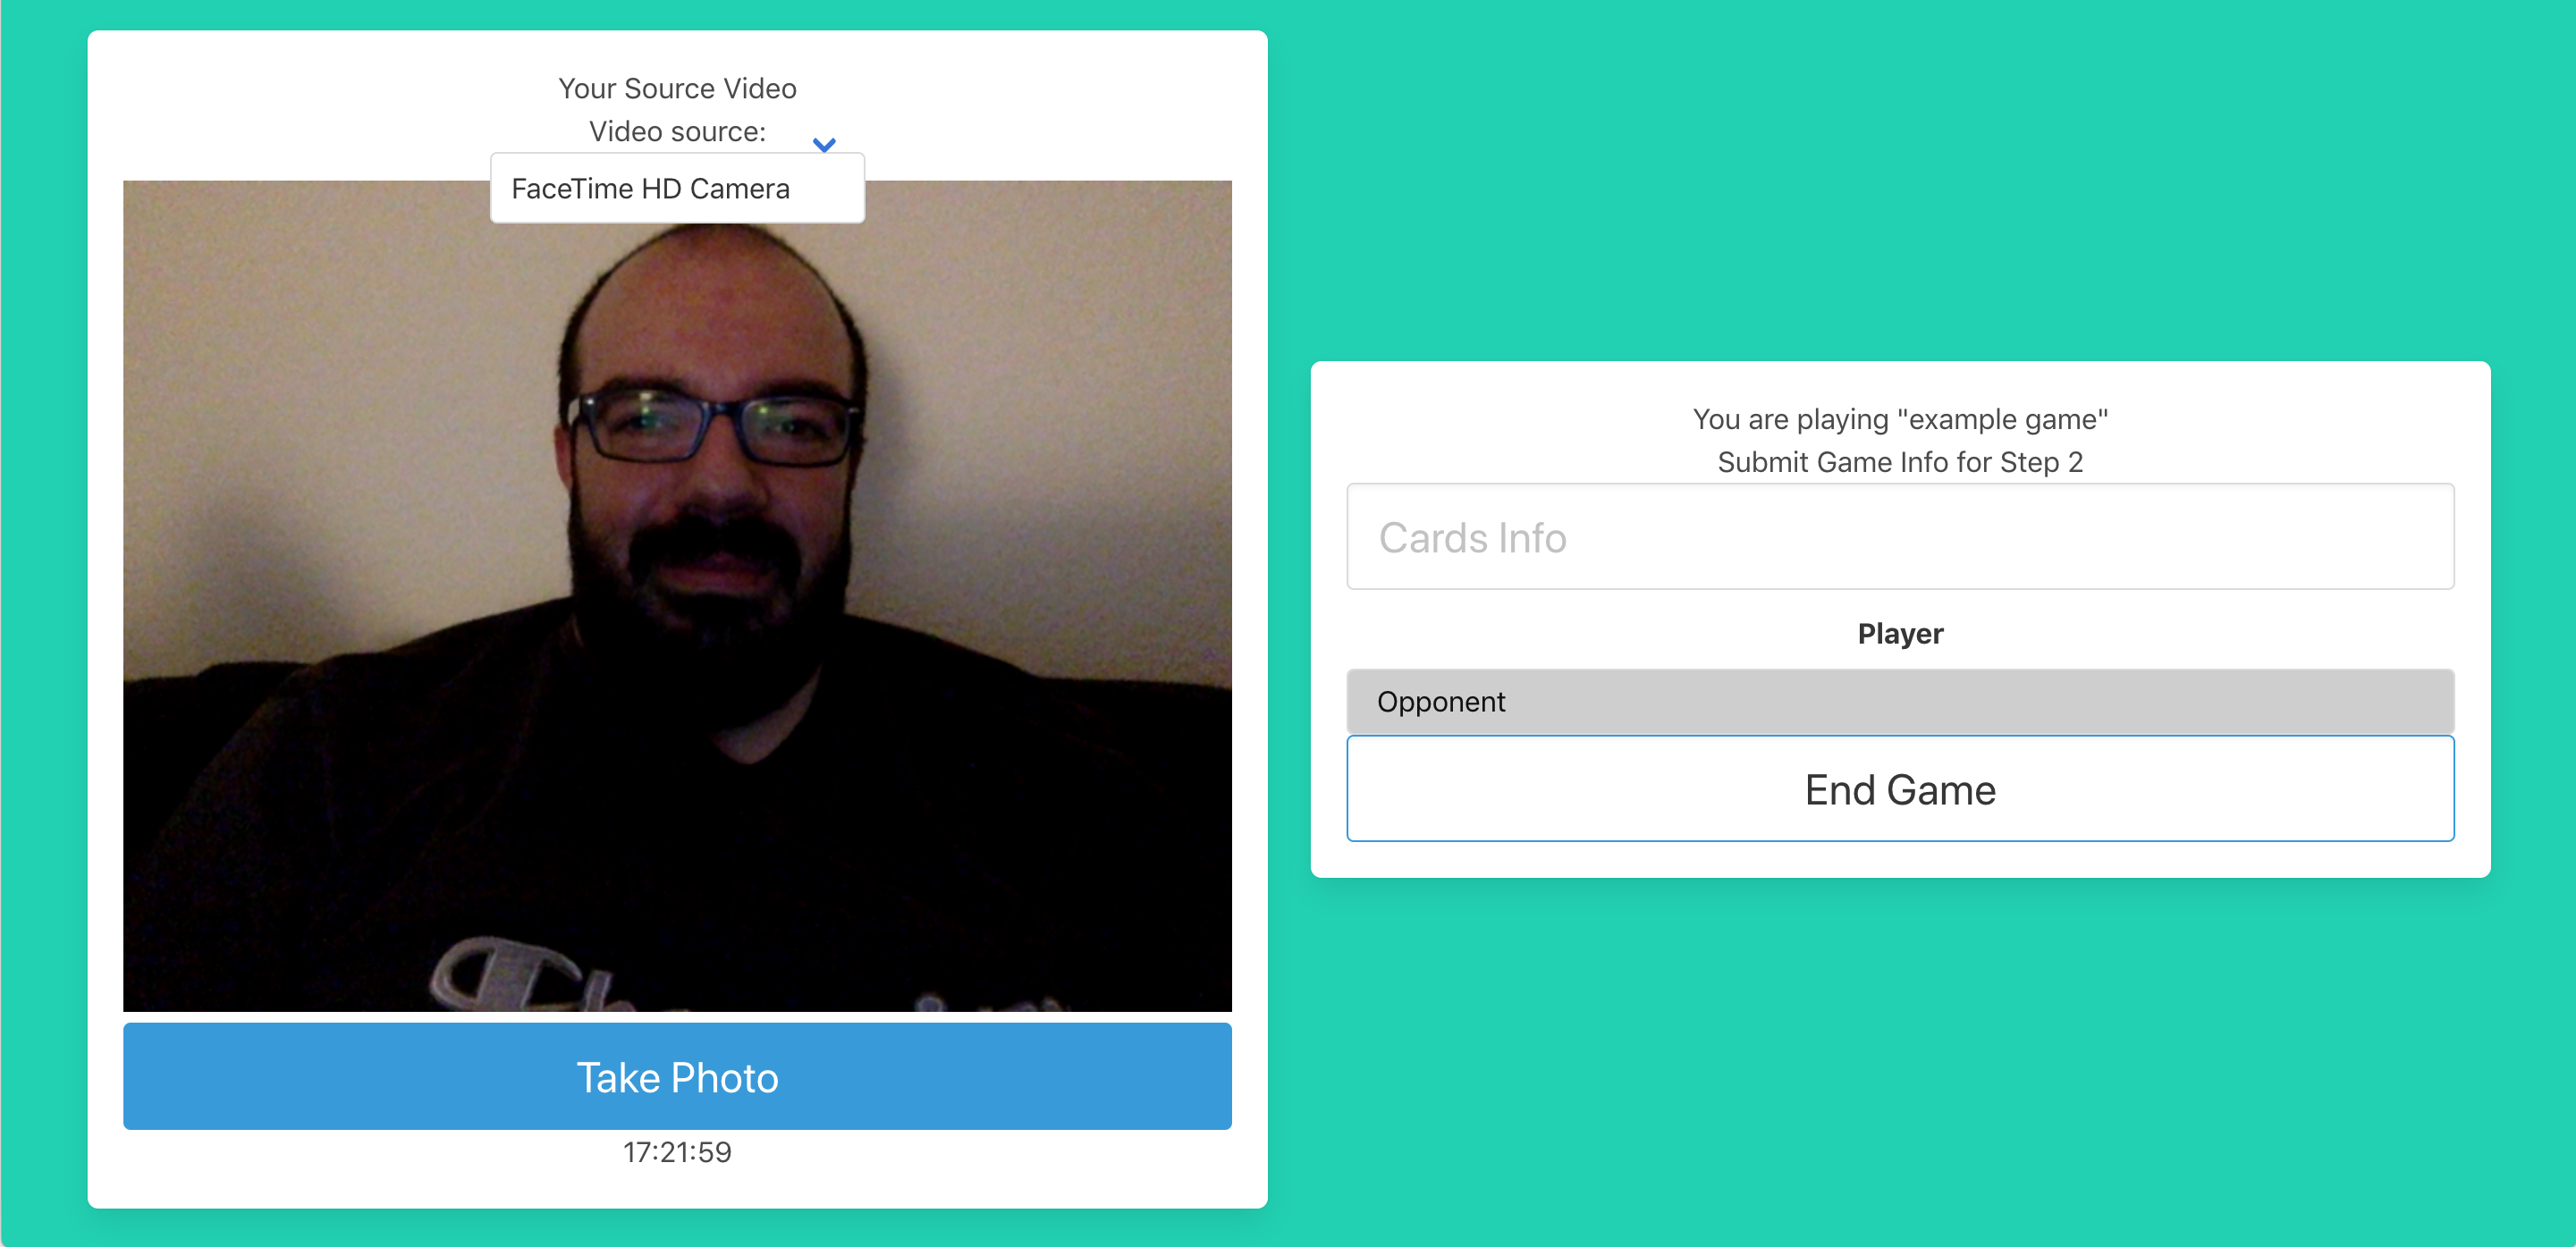 Your Source Video
Video source:
FaceTime HD Camera
Take Photo
17:21:59
You are playing "example game"
Submit Game Info for Step 2
Cards Info
Player
Opponent
End Game